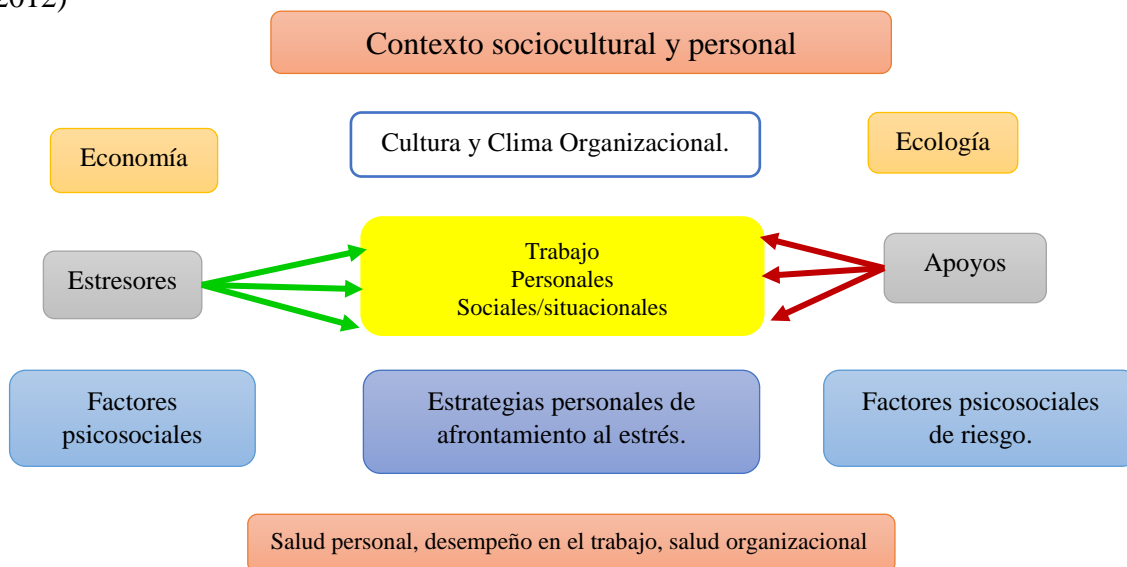 2012)
Contexto sociocultural y personal
Economía
Cultura y Clima Organizacional.
Ecología
Estresores
Trabajo
Personales
Sociales/situacionales
Apoyos
Factores
psicosociales
Estrategias personales de
afrontamiento al estrés.
Factores psicosociales
de riesgo.
Salud personal, desempeño en el trabajo, salud organizacional